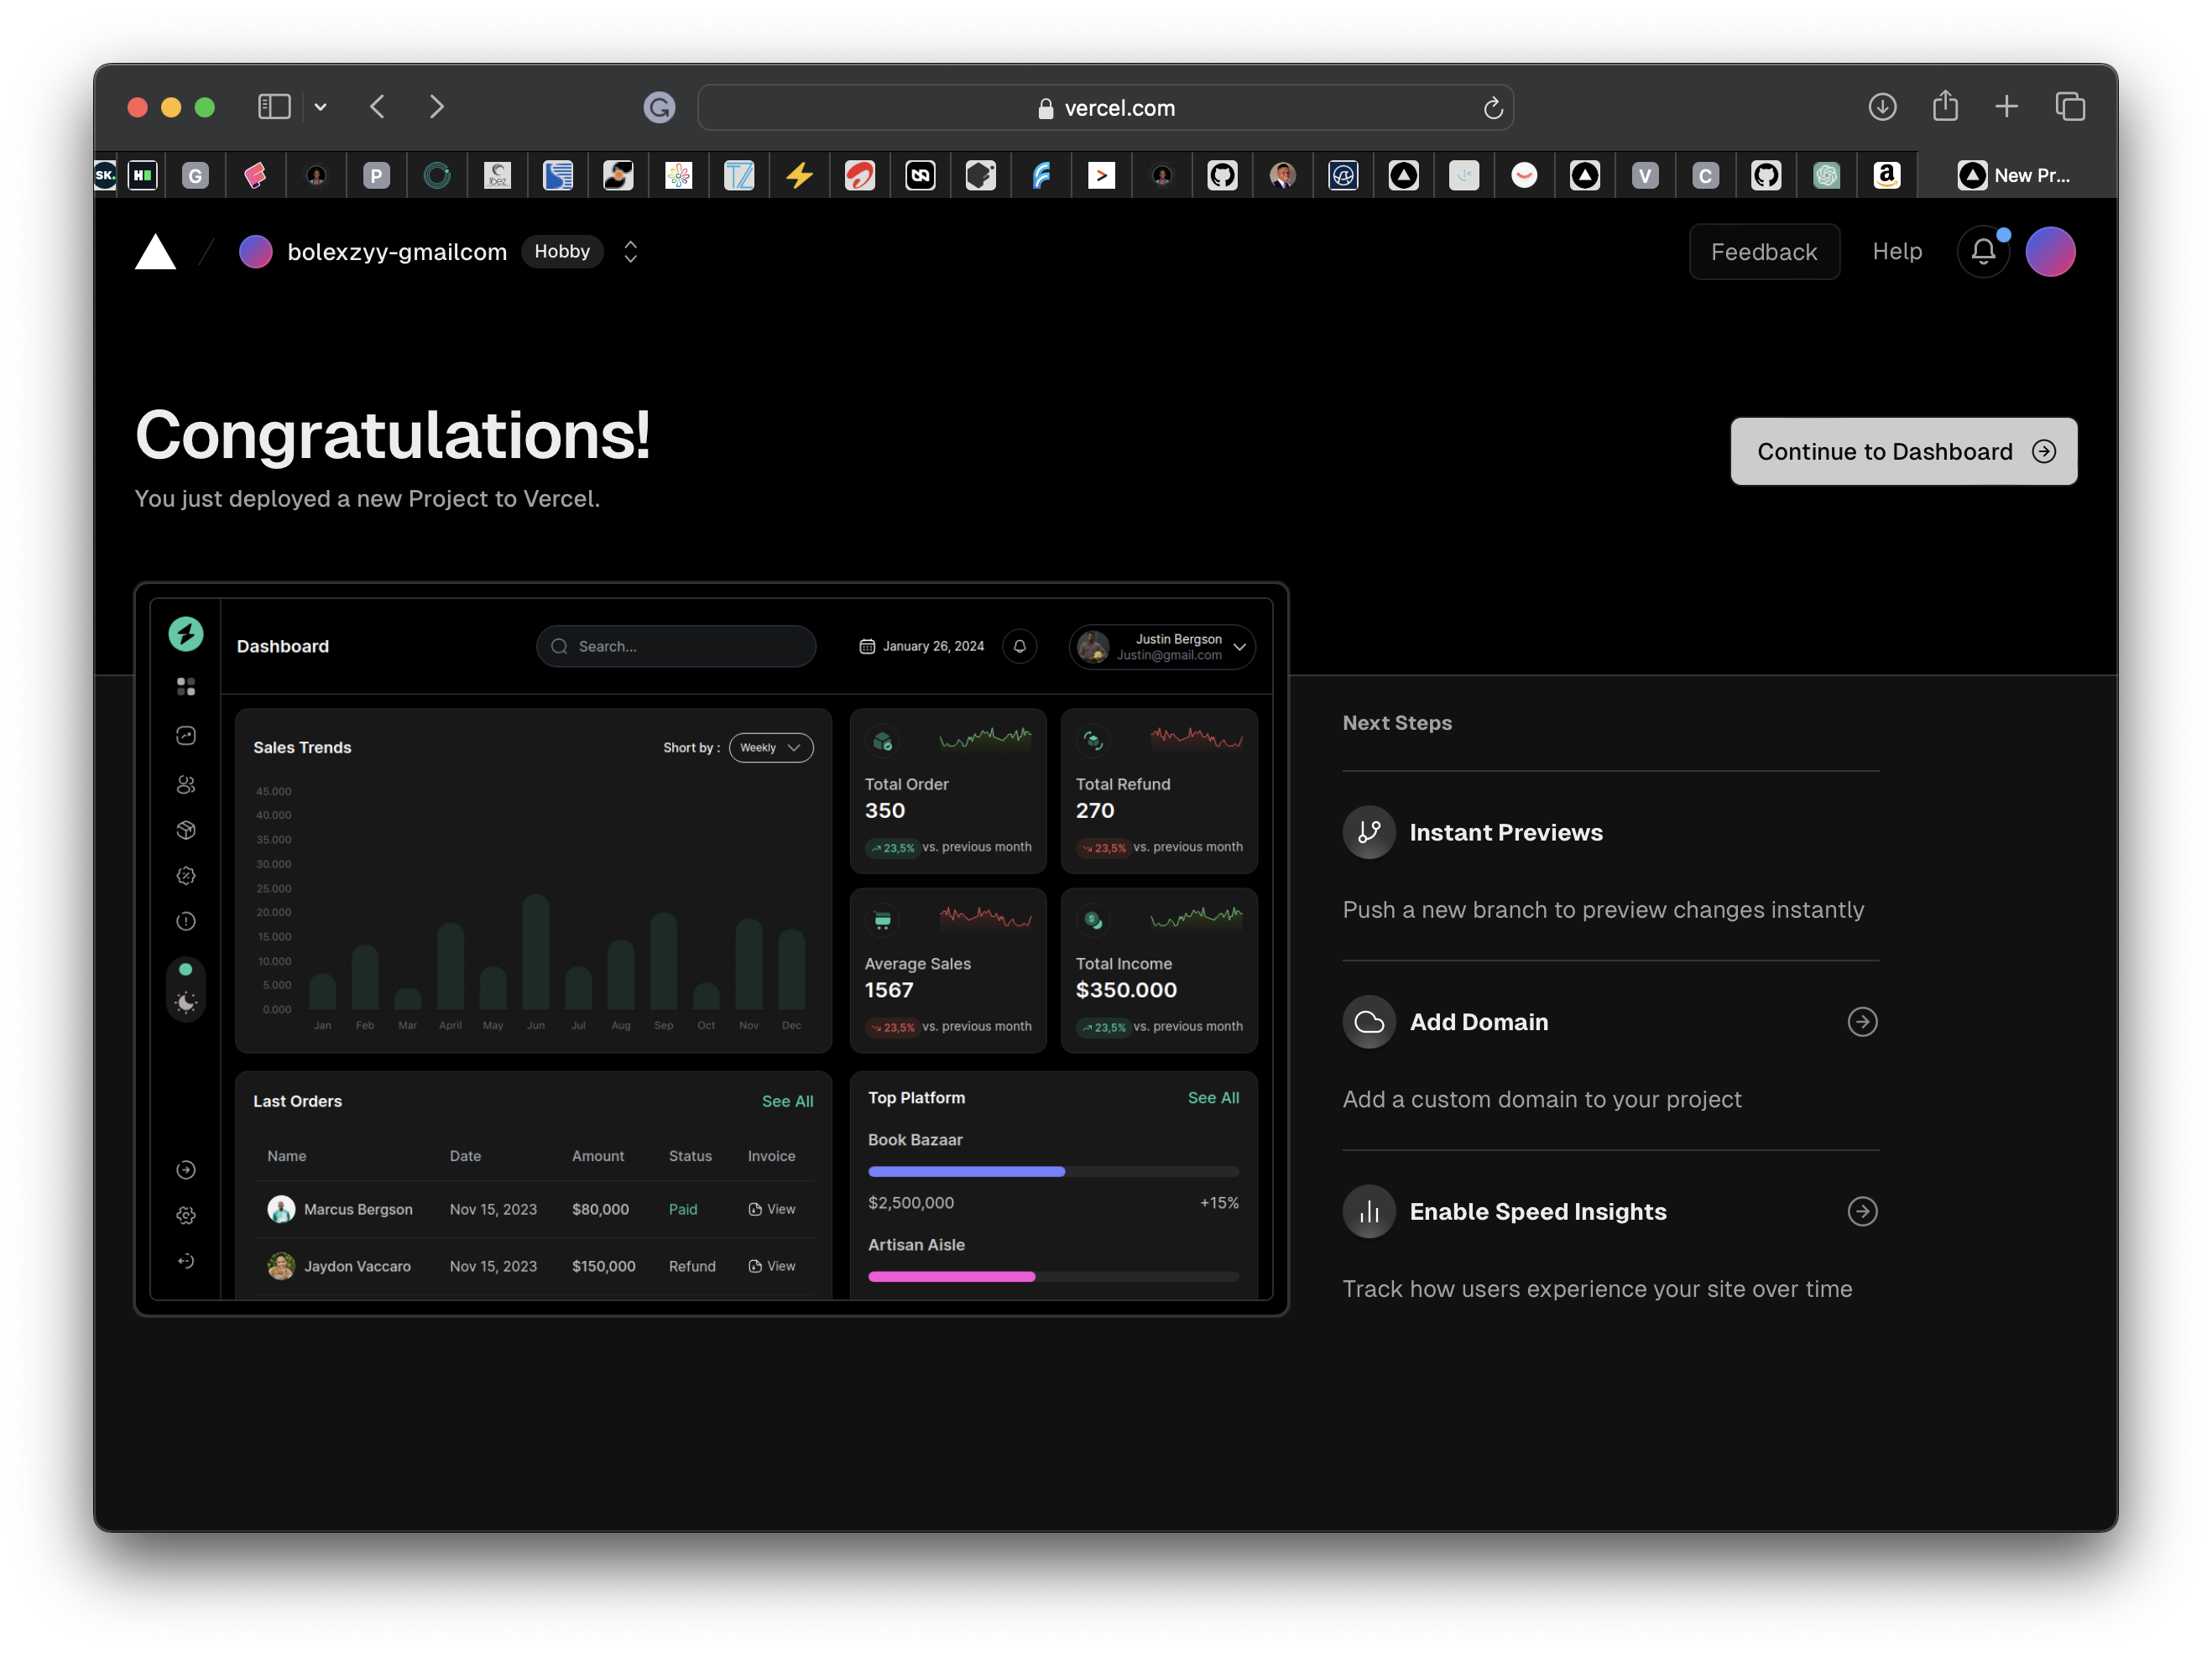 vercel.com
SK.
H
G
P
ibez
TZ
V
C
a
New Pr...
bolexzyy-gmailcom
Hobby
Feedback
Help
Congratulations!
You just deployed a new Project to Vercel.
Continue to Dashboard
Dashboard
Search...
January 26, 2024
Justin Bergson
Justin@gmail.com
Sales Trends
Short by :
Weekly
45.000
40.000
35.000
30.000
25.000
20.000
15.000
10.000
5.000
0.000
Jan Feb Mar April May Jun Jul Aug Sep Oct Nov Dec
Total Order
350
23,5% vs. previous month
Total Refund
270
23,5% vs. previous month
Average Sales
1567
23,5% vs. previous month
Total Income
$350.000
23,5% vs. previous month
Last Orders
See All
Name Date Amount Status Invoice
Marcus Bergson Nov 15, 2023 $80,000 Paid View
Jaydon Vaccaro Nov 15, 2023 $150,000 Refund View
Top Platform
See All
Book Bazaar
$2,500,000 +15%
Artisan Aisle
Next Steps
Instant Previews
Push a new branch to preview changes instantly
Add Domain
Add a custom domain to your project
Enable Speed Insights
Track how users experience your site over time